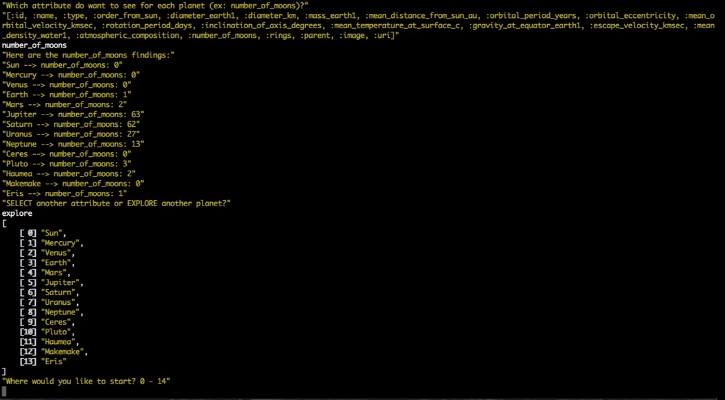 "Which attribute do want to see for each planet (ex: number_of_moons)?"
"[:id, :name, :type, :order_from_sun, :diameter_earth1, :diameter_km, :mass_earth1, :mean_distance_from_sun_au, :orbital_period_years, :orbital_eccentricity, :mean_o
rbital_velocity_kmsec, :rotation_period_days, :inclination_of_axis_degrees, :mean_temperature_at_surface_c, :gravity_at_equator_earth1, :escape_velocity_kmsec, :mean
_density_water1, :atmospheric_composition, :number_of_moons, :rings, :parent, :image, :uri]"
number_of_moons
"Here are the number_of_moons findings:"
"Sun --> number_of_moons: 0"
"Mercury --> number_of_moons: 0"
"Venus --> number_of_moons: 0"
"Earth --> number_of_moons: 1"
"Mars --> number_of_moons: 2"
"Jupiter --> number_of_moons: 63"
"Saturn --> number_of_moons: 62"
"Uranus --> number_of_moons: 27"
"Neptune --> number_of_moons: 13"
"Ceres --> number_of_moons: 0"
"Pluto --> number_of_moons: 3"
"Haumea --> number_of_moons: 2"
"Makemake --> number_of_moons: 0"
"Eris --> number_of_moons: 1"
"SELECT another attribute or EXPLORE another planet?"
explore
[
[ 0] "Sun",
[ 1] "Mercury",
[ 2] "Venus",
[ 3] "Earth",
[ 4] "Mars",
[ 5] "Jupiter",
[ 6] "Saturn",
[ 7] "Uranus",
[ 8] "Neptune",
[ 9] "Ceres",
[10] "Pluto",
[11] "Haumea",
[12] "Makemake",
[13] "Eris"
]
"Where would you like to start? 0 - 14"